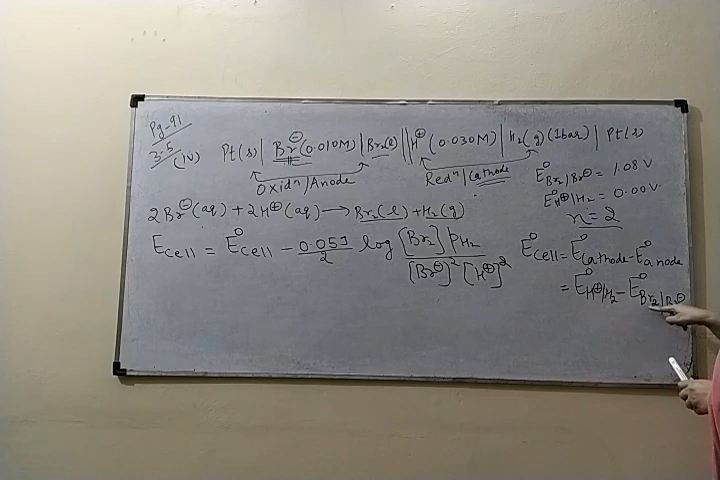 Pg-91
3.5 (iv) Pt(s) | Br⊖(0.010M) | Br2(l) || H⊕(0.030M) | H2(g)(1bar) | Pt(s)
Oxidn/Anode
Redn/Cathode
E°Br2/Br⊖ = 1.08 V
E°H⊕/H2 = 0.00V.
n=2
2Br⊖(aq) + 2H⊕(aq) → Br2(l) + H2(g)
Ecell = E°cell - 0.059/2 log [Br2] PH2 / [Br⊖]² [H⊕]²
E°cell = E°cathode - E°anode
= E°H⊕/H2 - E°Br2/Br⊖